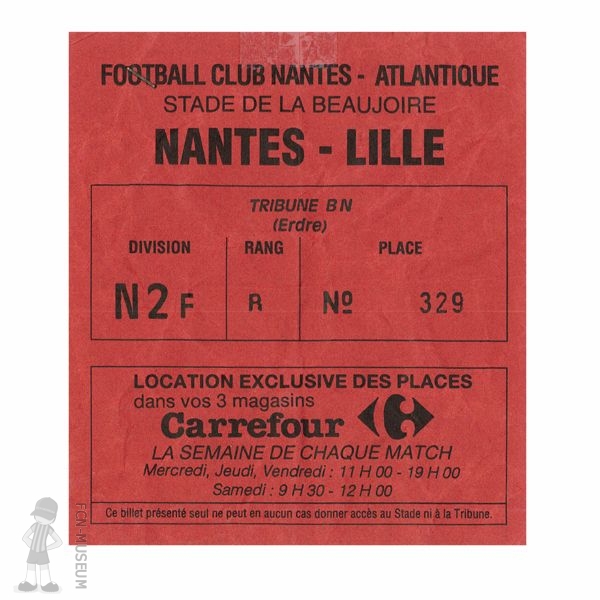 FOOTBALL CLUB NANTES - ATLANTIQUE
STADE DE LA BEAUJOIRE
NANTES - LILLE
TRIBUNE BN
(Erdre)
DIVISION RANG PLACE
N2F R Nº 329
LOCATION EXCLUSIVE DES PLACES
dans vos 3 magasins
Carrefour
LA SEMAINE DE CHAQUE MATCH
Mercredi, Jeudi, Vendredi : 11 H 00 - 19 H 00
Samedi : 9 H 30 - 12 H 00
Ce billet présenté seul ne peut en aucun cas donner accès au Stade ni à la Tribune.
FCN-MUSEUM